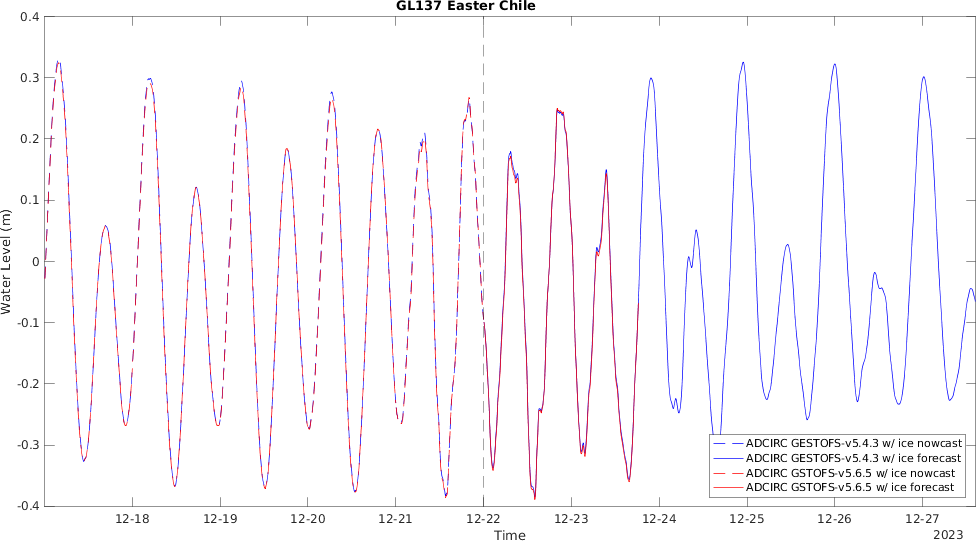 GL137 Easter Chile
Water Level (m)
0.4
0.3
0.2
0.1
0
-0.1
-0.2
-0.3
-0.4
ADCIRC GESTOFS-v5.4.3 w/ ice nowcast
ADCIRC GESTOFS-v5.4.3 w/ ice forecast
ADCIRC GSTOFS-v5.6.5 w/ ice nowcast
ADCIRC GSTOFS-v5.6.5 w/ ice forecast
12-18 12-19 12-20 12-21 12-22 12-23 12-24 12-25 12-26 12-27
Time
2023